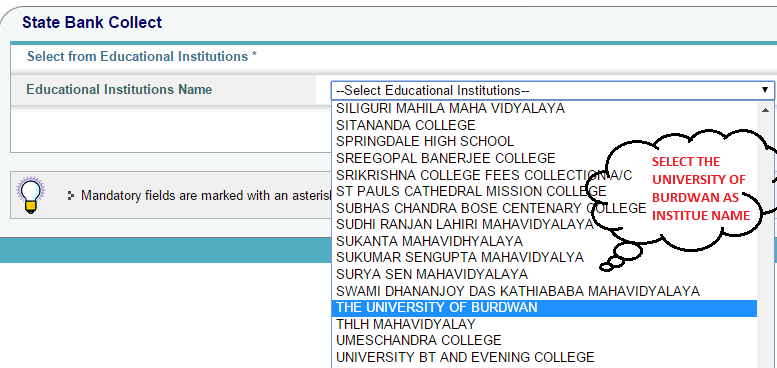 State Bank Collect
Select from Educational Institutions *
Educational Institutions Name
--Select Educational Institutions--
SILIGURI MAHILA MAHA VIDYALAYA
SITANANDA COLLEGE
SPRINGDALE HIGH SCHOOL
SREEGOPAL BANERJEE COLLEGE
SRIKRISHNA COLLEGE FEES COLLECTION A/C
ST PAULS CATHEDRAL MISSION COLLEGE
SUBHAS CHANDRA BOSE CENTENARY COLLEGE
SUDHI RANJAN LAHIRI MAHAVIDYALAYA
SUKANTA MAHAVIDHYALAYA
SUKUMAR SENGUPTA MAHAVIDYALYA
SURYA SEN MAHAVIDYALAYA
SWAMI DHANANJOY DAS KATHIABABA MAHAVIDYALAYA
THE UNIVERSITY OF BURDWAN
THLH MAHAVIDYALAY
UMESCHANDRA COLLEGE
UNIVERSITY BT AND EVENING COLLEGE
Mandatory fields are marked with an asteris
SELECT THE
UNIVERSITY OF
BURDWAN AS
INSTITUE NAME